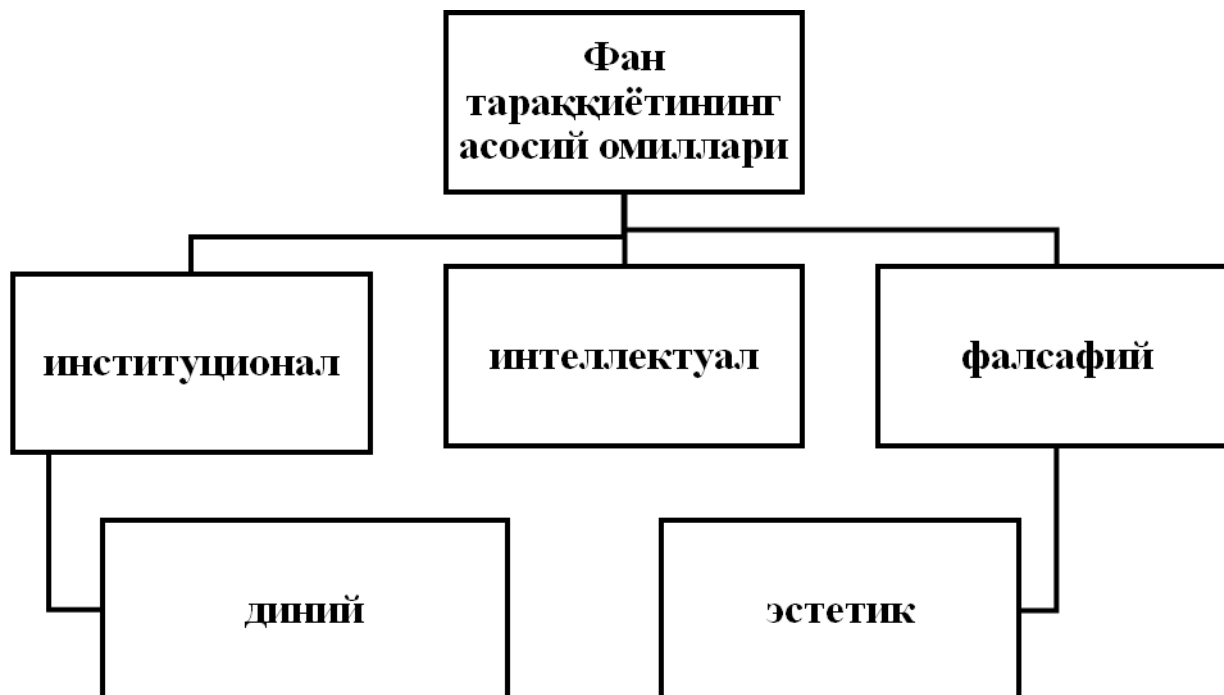 Фан
тараққиётининг
асосий омиллари
институционал
интеллектуал
фалсафий
диний
эстетик